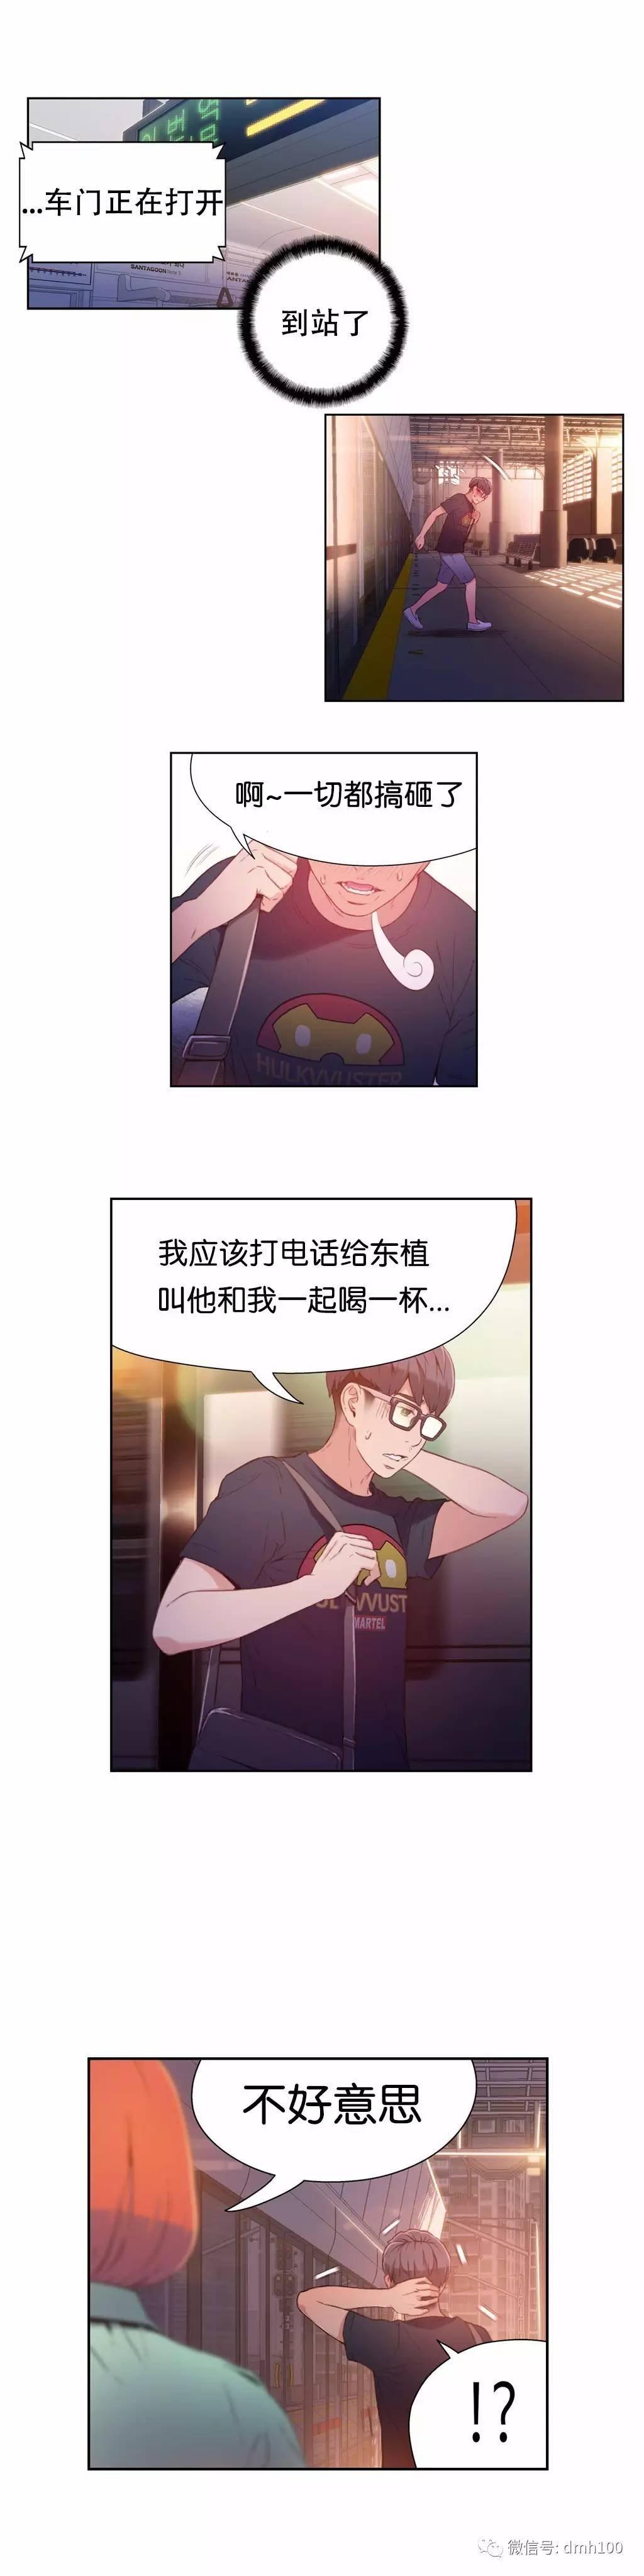 ...车门正在打开
SANTAGOON
到站了
啊~一切都搞砸了
HULKVVUSTER
我应该打电话给东植
叫他和我一起喝一杯...
VVUST
MARTEL
不好意思
!?
微信号: dmh100